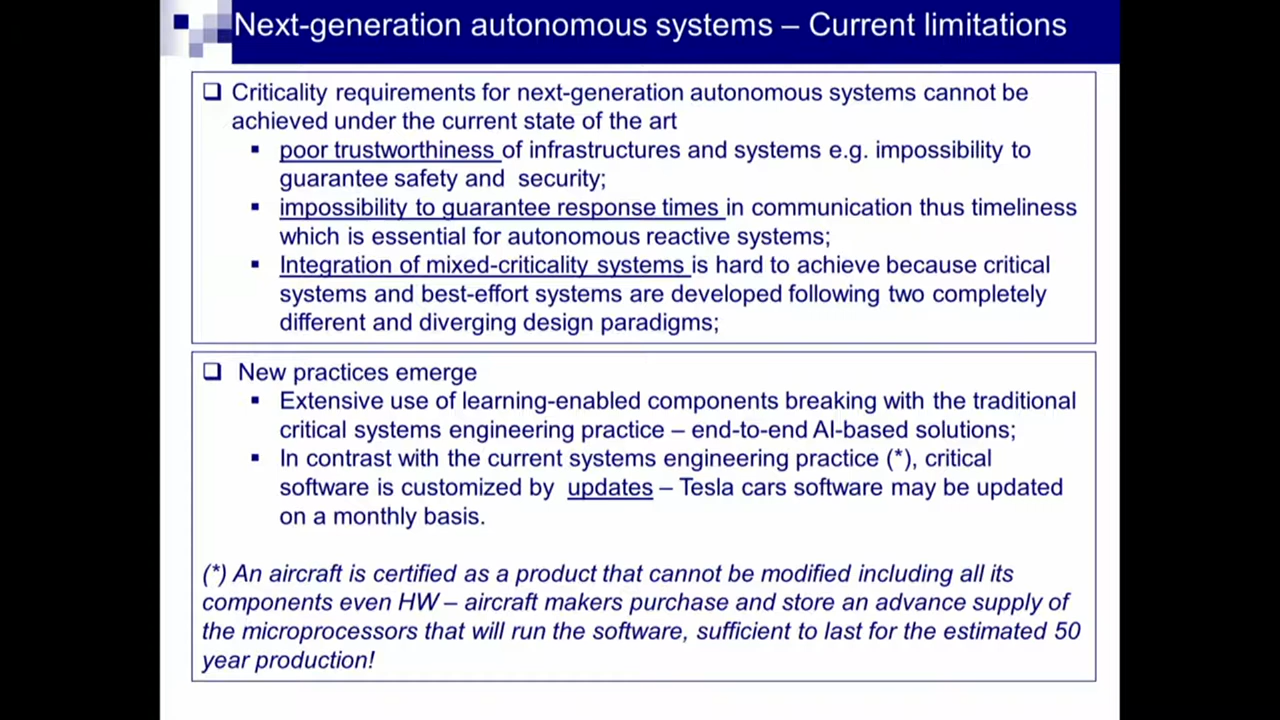 Next-generation autonomous systems – Current limitations
❑ Criticality requirements for next-generation autonomous systems cannot be
achieved under the current state of the art
▪ poor trustworthiness of infrastructures and systems e.g. impossibility to
guarantee safety and security;
▪ impossibility to guarantee response times in communication thus timeliness
which is essential for autonomous reactive systems;
▪ Integration of mixed-criticality systems is hard to achieve because critical
systems and best-effort systems are developed following two completely
different and diverging design paradigms;
❑ New practices emerge
▪ Extensive use of learning-enabled components breaking with the traditional
critical systems engineering practice – end-to-end AI-based solutions;
▪ In contrast with the current systems engineering practice (*), critical
software is customized by updates – Tesla cars software may be updated
on a monthly basis.
(*) An aircraft is certified as a product that cannot be modified including all its
components even HW – aircraft makers purchase and store an advance supply of
the microprocessors that will run the software, sufficient to last for the estimated 50
year production!